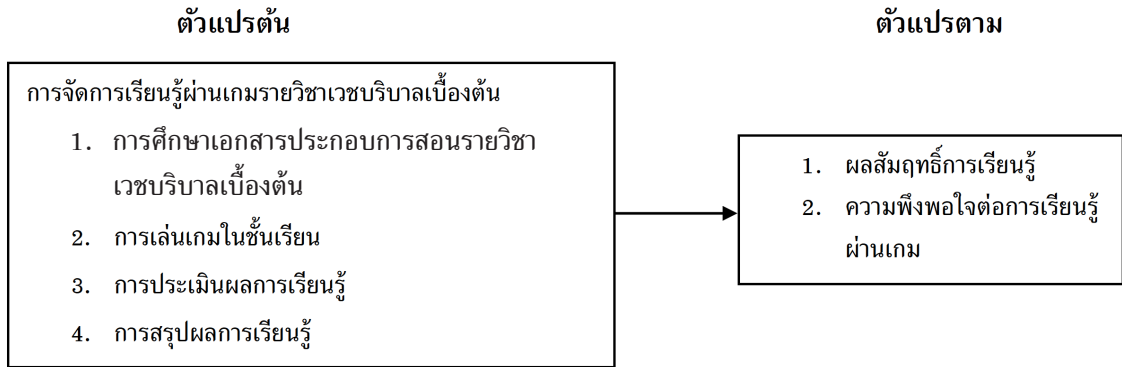 ตัวแปรต้น
ตัวแปรตาม
การจัดการเรียนรู้ผ่านเกมรายวิชาเวชบริบาลเบื้องต้น
1. การศึกษาเอกสารประกอบการสอนรายวิชา
เวชบริบาลเบื้องต้น
2. การเล่นเกมในชั้นเรียน
3. การประเมินผลการเรียนรู้
4. การสรุปผลการเรียนรู้
1. ผลสัมฤทธิ์การเรียนรู้
2. ความพึงพอใจต่อการเรียนรู้
ผ่านเกม